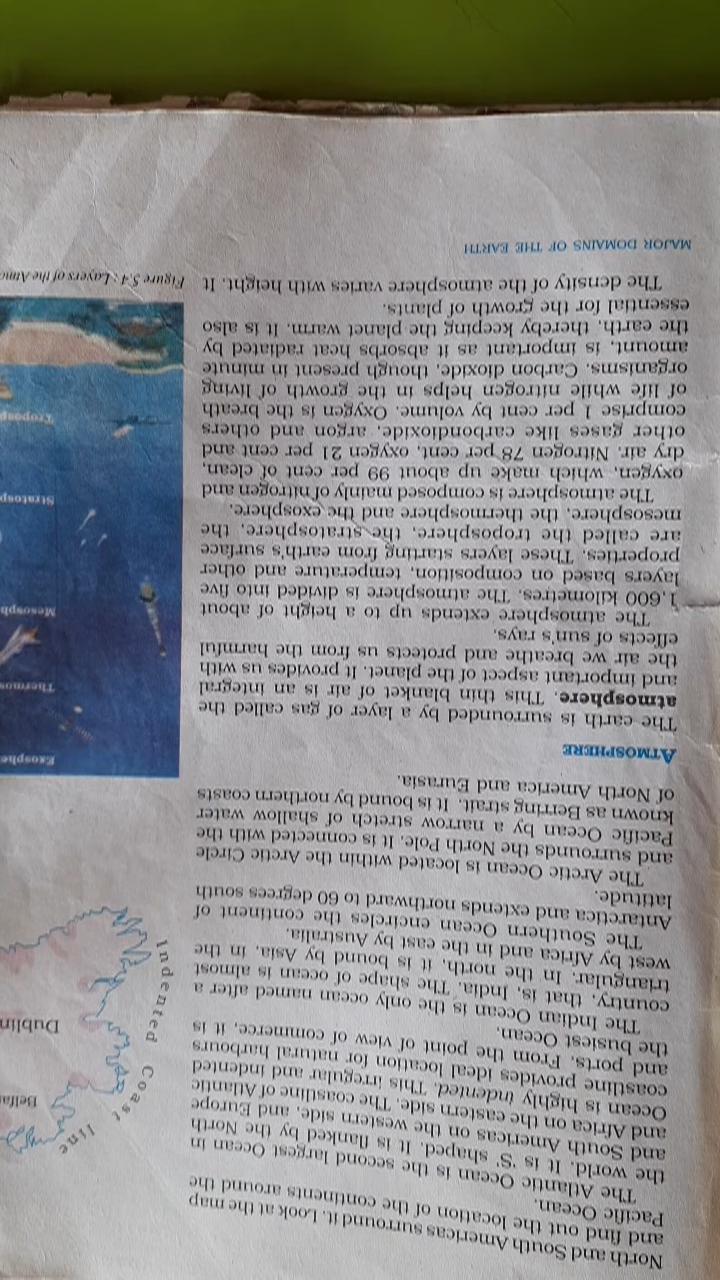 North and South Americas surround it. Look at the map
and find out the location of the continents around the
Pacific Ocean.
The Atlantic Ocean is the second largest Ocean in
the world. It is 'S' shaped. It is flanked by the North
and South Americas on the western side, and Europe
and Africa on the eastern side. The coastline of Atlantic
Ocean is highly indented. This irregular and indented
coastline provides ideal location for natural harbours
and ports. From the point of view of commerce, it is
the busiest Ocean.
The Indian Ocean is the only ocean named after a
country, that is, India. The shape of ocean is almost
triangular. In the north, it is bound by Asia, in the
west by Africa and in the east by Australia.
The Southern Ocean encircles the continent of
Antarctica and extends northward to 60 degrees south
latitude.
The Arctic Ocean is located within the Arctic Circle
and surrounds the North Pole. It is connected with the
Pacific Ocean by a narrow stretch of shallow water
known as Berring strait. It is bound by northern coasts
of North America and Eurasia.
ATMOSPHERE
The earth is surrounded by a layer of gas called the
atmosphere. This thin blanket of air is an integral
and important aspect of the planet. It provides us with
the air we breathe and protects us from the harmful
effects of sun's rays.
The atmosphere extends up to a height of about
1,600 kilometres. The atmosphere is divided into five
layers based on composition, temperature and other
properties. These layers starting from earth's surface
are called the troposphere, the stratosphere, the
mesosphere, the thermosphere and the exosphere.
The atmosphere is composed mainly of nitrogen and
oxygen, which make up about 99 per cent of clean,
dry air. Nitrogen 78 per cent, oxygen 21 per cent and
other gases like carbondioxide, argon and others
comprise 1 per cent by volume. Oxygen is the breath
of life while nitrogen helps in the growth of living
organisms. Carbon dioxide, though present in minute
amount, is important as it absorbs heat radiated by
the earth, thereby keeping the planet warm. It is also
essential for the growth of plants.
The density of the atmosphere varies with height. It
MAJOR DOMAINS OF THE EARTH
Indented Coast line
Belfa
Dublin
Exosphe
Thermos
Mesosph
Stratosp
Troposp
Figure 5.4 : Layers of the Atmo